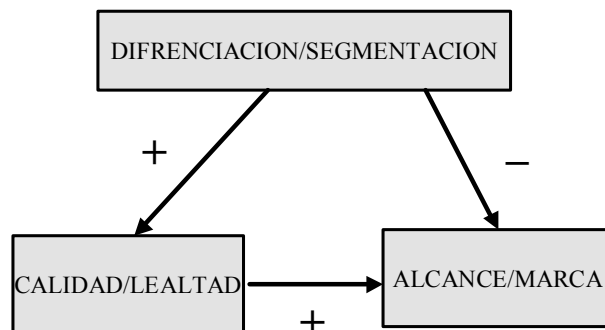 DIFRENCIACION/SEGMENTACION
+
−
CALIDAD/LEALTAD
ALCANCE/MARCA
+